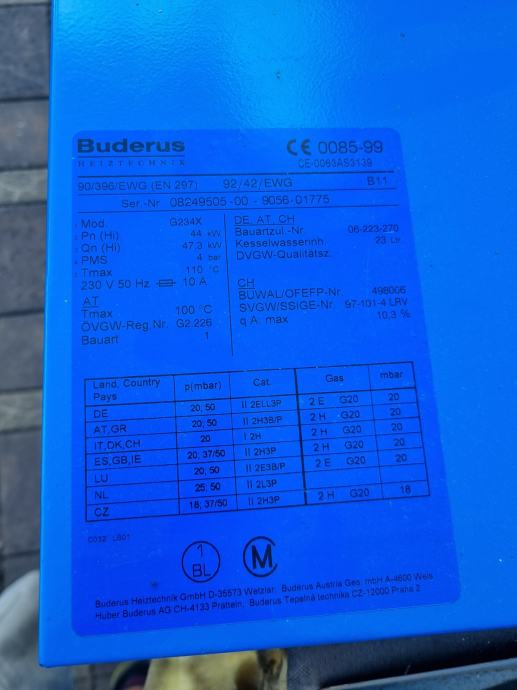 Buderus
HEIZTECHNIK
CE 0085-99
CE-0063AS3139
90/396/EWG (EN 297) 92/42/EWG B11
Ser.-Nr 08249505-00 - 9056-01775
1 Mod. G234X
2 Pn (Hi) 44 kW
3 Qn (Hi) 47,3 kW
4 PMS 4 bar
5 Tmax 110 °C
230 V 50 Hz 10 A
AT
Tmax 100 °C
ÖVGW-Reg.Nr. G2.226
Bauart 1
DE, AT, CH
Bauartzul.-Nr 06-223-270
Kesselwasserinh. 23 Ltr.
DVGW-Qualitätsz.
CH
BUWAL/OFEFP-Nr. 498006
SVGW/SSIGE-Nr. 97-101-4 LRV
q A. max 10,3 %
Land, Country
Pays p(mbar) Cat. Gas mbar
DE 20; 50 II 2ELL3P 2 E G20 20
AT,GR 20; 50 II 2H3B/P 2 H G20 20
IT,DK,CH 20 I 2H 2 H G20 20
ES,GB,IE 20; 37/50 II 2H3P 2 H G20 20
LU 20; 50 II 2E3B/P 2 E G20 20
NL 25; 50 II 2L3P
CZ 18; 37/50 II 2H3P 2 H G20 18
C032 L801
1
BL
M
Buderus Heiztechnik GmbH D-35573 Wetzlar, Buderus Austria Ges. mbH A-4600 Wels
Huber Buderus AG CH-4133 Pratteln, Buderus Tepelná technika CZ-12000 Praha 2